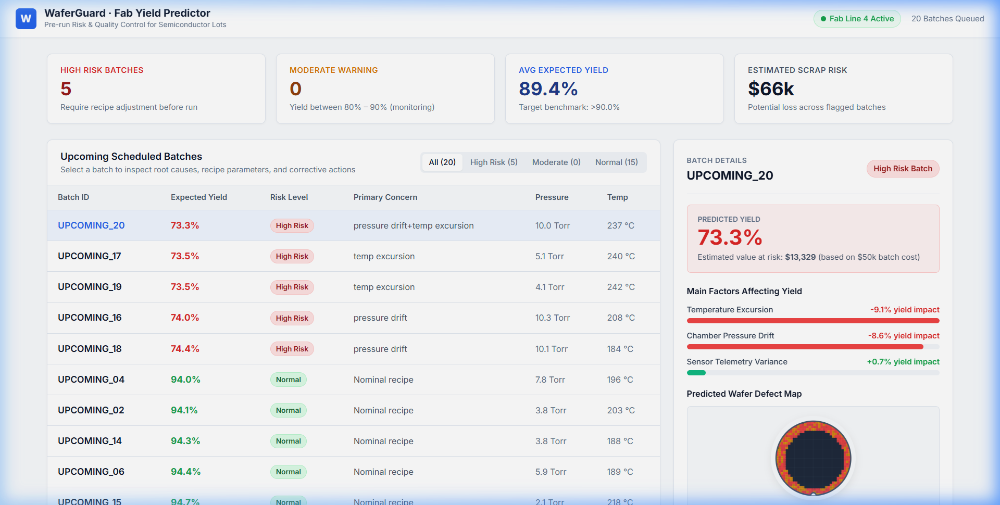 W
WaferGuard · Fab Yield Predictor
Pre-run Risk & Quality Control for Semiconductor Lots
Fab Line 4 Active
20 Batches Queued
HIGH RISK BATCHES
5
Require recipe adjustment before run
MODERATE WARNING
0
Yield between 80% – 90% (monitoring)
AVG EXPECTED YIELD
89.4%
Target benchmark: >90.0%
ESTIMATED SCRAP RISK
$66k
Potential loss across flagged batches
Upcoming Scheduled Batches
Select a batch to inspect root causes, recipe parameters, and corrective actions
All (20) High Risk (5) Moderate (0) Normal (15)
Batch ID Expected Yield Risk Level Primary Concern Pressure Temp
UPCOMING_20 73.3% High Risk pressure drift+temp excursion 10.0 Torr 237 °C
UPCOMING_17 73.5% High Risk temp excursion 5.1 Torr 240 °C
UPCOMING_19 73.5% High Risk temp excursion 4.1 Torr 242 °C
UPCOMING_16 74.0% High Risk pressure drift 10.3 Torr 208 °C
UPCOMING_18 74.4% High Risk pressure drift 10.1 Torr 184 °C
UPCOMING_04 94.0% Normal Nominal recipe 7.8 Torr 196 °C
UPCOMING_02 94.1% Normal Nominal recipe 3.8 Torr 203 °C
UPCOMING_14 94.3% Normal Nominal recipe 3.8 Torr 188 °C
UPCOMING_06 94.4% Normal Nominal recipe 5.9 Torr 189 °C
UPCOMING_15 94.7% Normal Nominal recipe 2.1 Torr 218 °C
BATCH DETAILS
UPCOMING_20
High Risk Batch
PREDICTED YIELD
73.3%
Estimated value at risk: $13,329 (based on $50k batch cost)
Main Factors Affecting Yield
Temperature Excursion -9.1% yield impact
Chamber Pressure Drift -8.6% yield impact
Sensor Telemetry Variance +0.7% yield impact
Predicted Wafer Defect Map